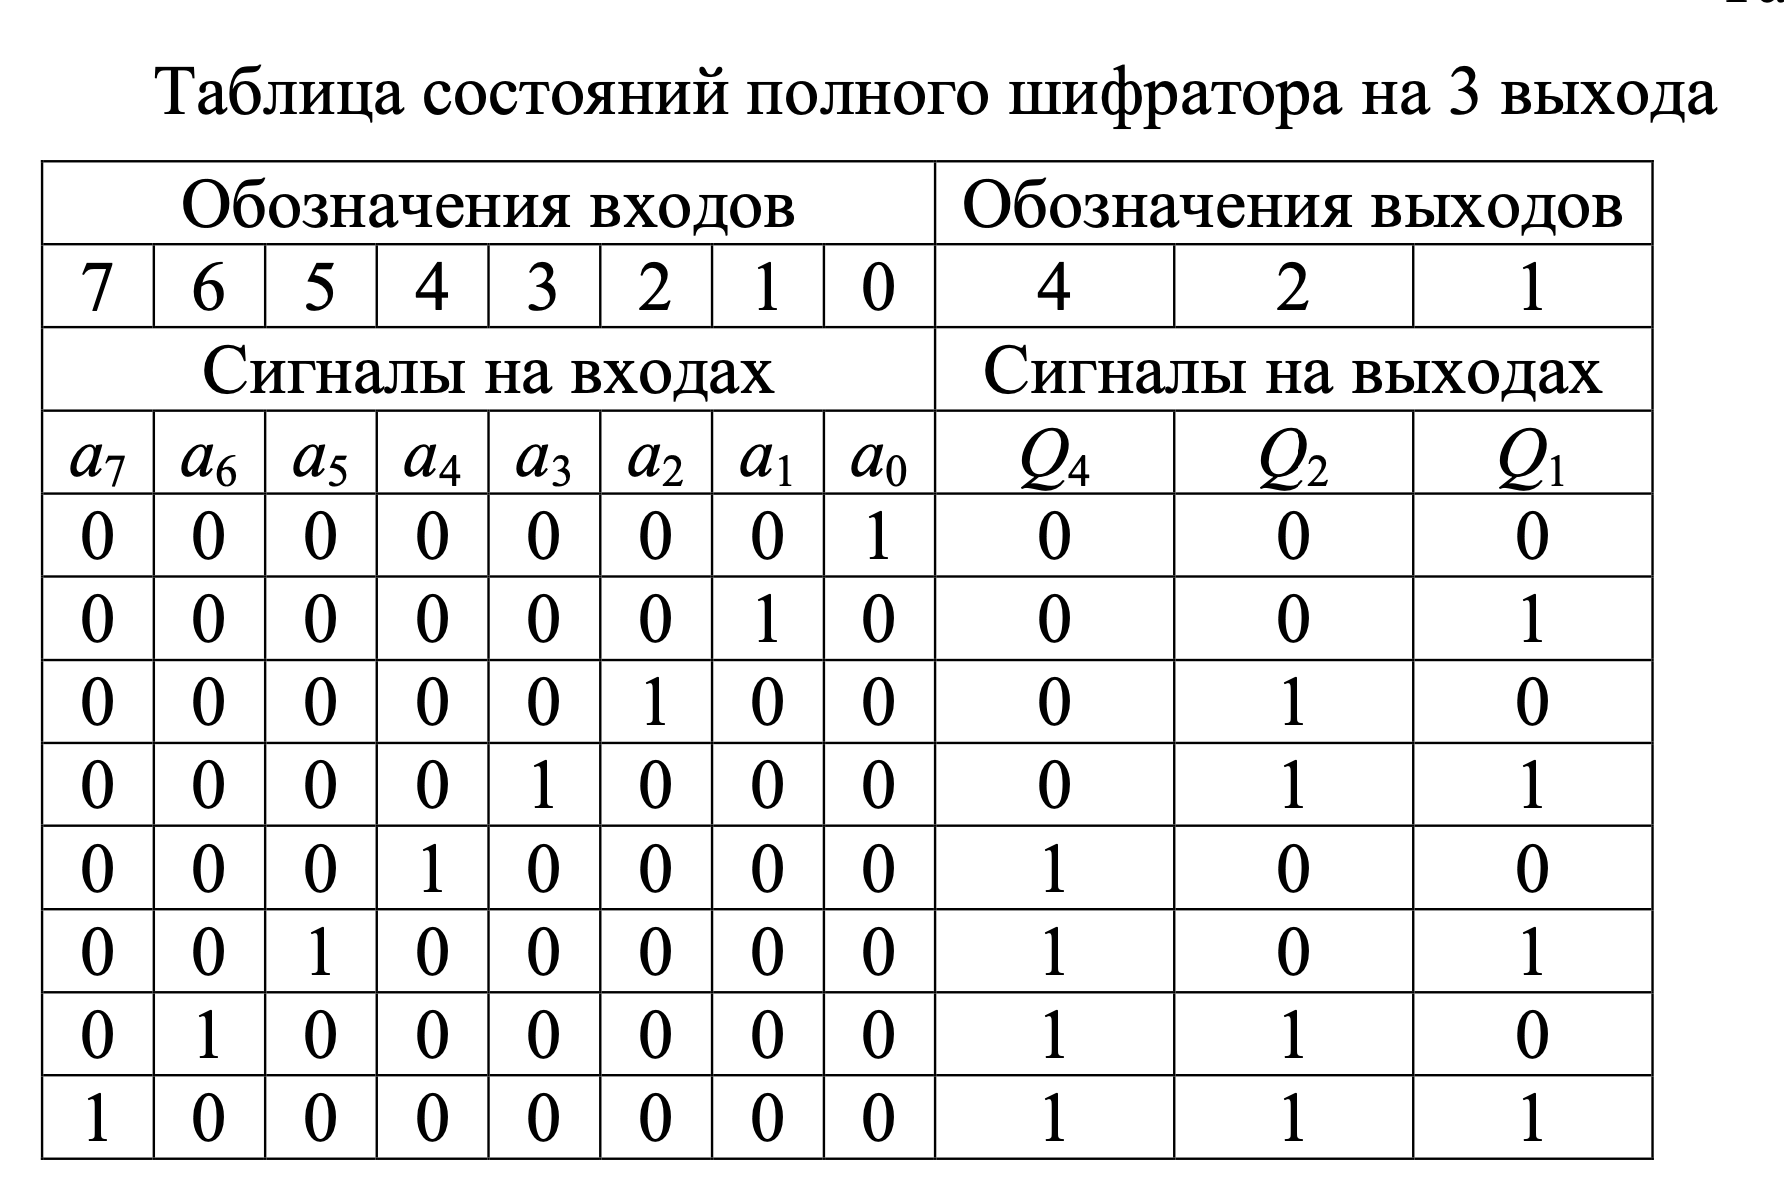 Таблица состояний полного шифратора на 3 выхода
Обозначения входов Обозначения выходов
7 6 5 4 3 2 1 0 4 2 1
Сигналы на входах Сигналы на выходах
a7 a6 a5 a4 a3 a2 a1 a0 Q4 Q2 Q1
0 0 0 0 0 0 0 1 0 0 0
0 0 0 0 0 0 1 0 0 0 1
0 0 0 0 0 1 0 0 0 1 0
0 0 0 0 1 0 0 0 0 1 1
0 0 0 1 0 0 0 0 1 0 0
0 0 1 0 0 0 0 0 1 0 1
0 1 0 0 0 0 0 0 1 1 0
1 0 0 0 0 0 0 0 1 1 1